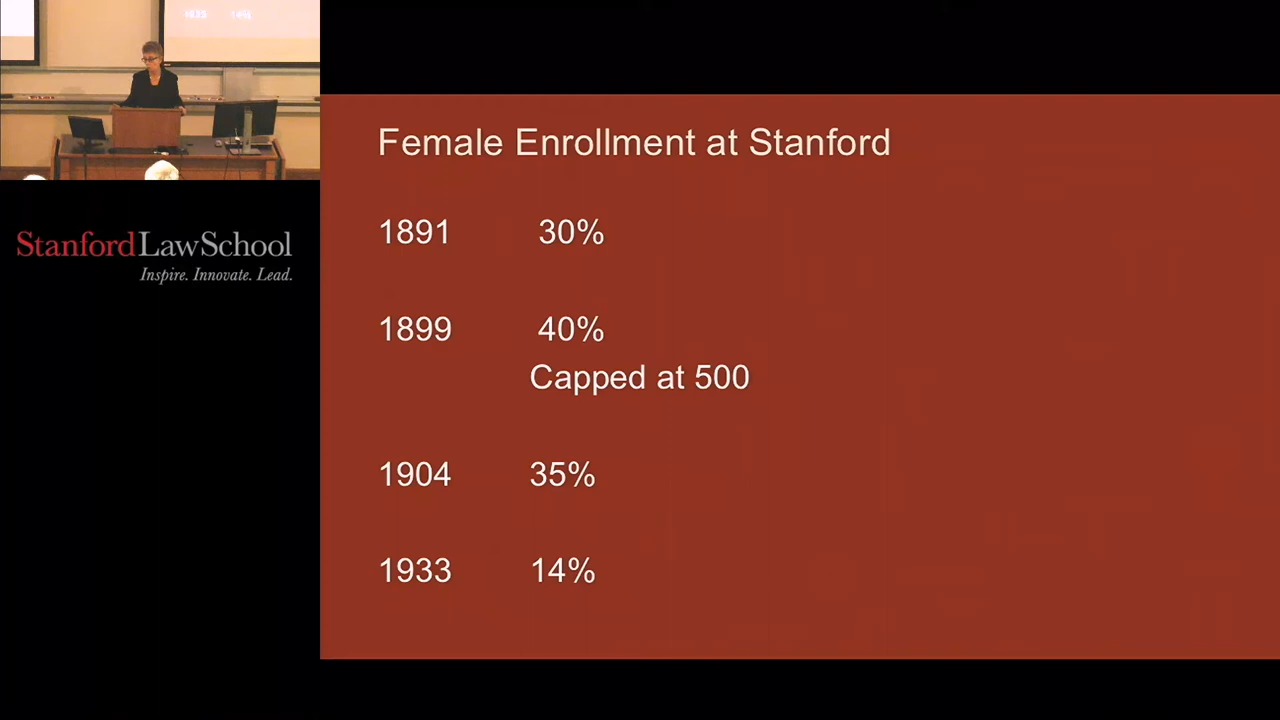 StanfordLawSchool
Inspire. Innovate. Lead.
Female Enrollment at Stanford
1891 30%
1899 40%
Capped at 500
1904 35%
1933 14%